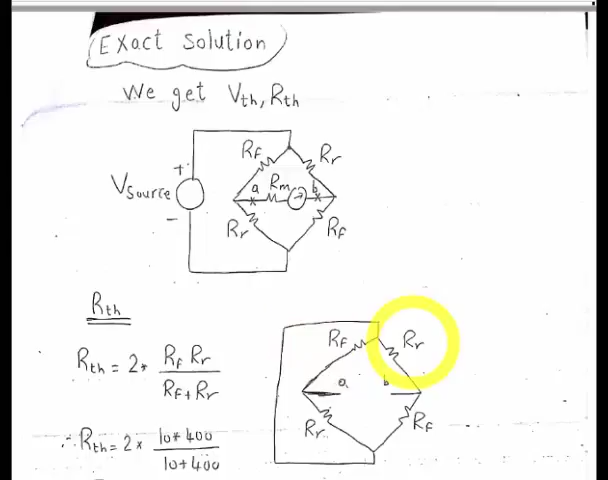 Exact Solution
We get Vth, Rth
Rf Rr
a Rm b
+
Vsource
-
Rr Rf
Rth
Rf Rr
Rth = 2* Rf Rr / Rf + Rr
a b
Rr Rf
∴ Rth = 2* 10*400 / 10+400